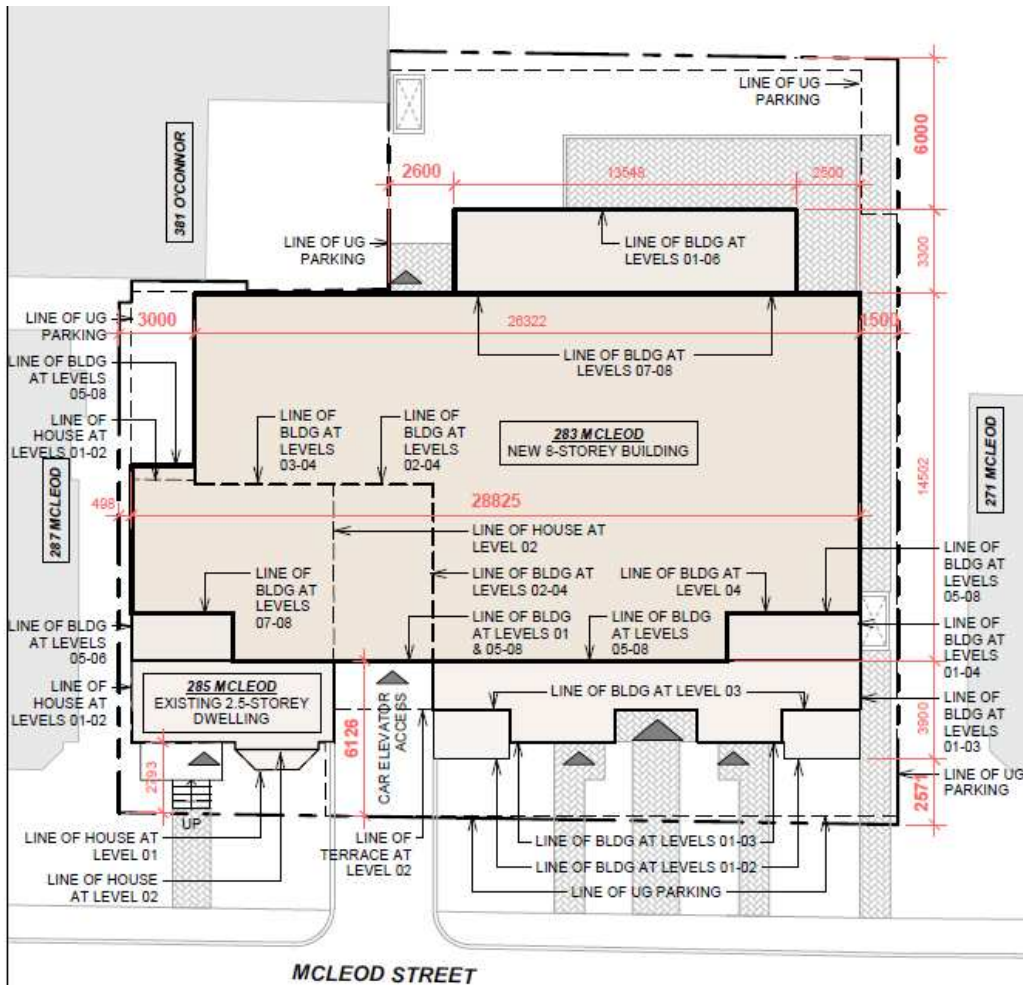 LINE OF UG
PARKING
6000
381 O'CONNOR
2600
13548
2500
LINE OF UG
PARKING
LINE OF BLDG AT
LEVELS 01-06
3300
LINE OF UG
PARKING
3000
26322
1500
LINE OF BLDG
AT LEVELS
05-08
LINE OF BLDG AT
LEVELS 07-08
LINE OF
HOUSE AT
LEVELS 01-02
LINE OF
BLDG AT
LEVELS
03-04
LINE OF
BLDG AT
LEVELS
02-04
283 MCLEOD
NEW 8-STOREY BUILDING
14502
271 MCLEOD
287 MCLEOD
498
28825
LINE OF HOUSE AT
LEVEL 02
LINE OF
BLDG AT
LEVELS
07-08
LINE OF BLDG AT
LEVELS 02-04
LINE OF BLDG AT
LEVEL 04
LINE OF
BLDG AT
LEVELS
05-08
LINE OF BLDG
AT LEVELS
05-06
LINE OF BLDG
AT LEVELS 01
& 05-08
LINE OF BLDG
AT LEVELS
05-08
LINE OF
BLDG AT
LEVELS
01-04
LINE OF
HOUSE AT
LEVELS 01-02
285 MCLEOD
EXISTING 2.5-STOREY
DWELLING
6126
CAR ELEVATOR
ACCESS
LINE OF BLDG AT LEVEL 03
3900
LINE OF
BLDG AT
LEVELS
01-03
2793
2571
LINE OF UG
PARKING
UP
LINE OF HOUSE AT
LEVEL 01
LINE OF
TERRACE AT
LEVEL 02
LINE OF BLDG AT LEVELS 01-03
LINE OF BLDG AT LEVELS 01-02
LINE OF HOUSE
AT LEVEL 02
LINE OF UG PARKING
MCLEOD STREET